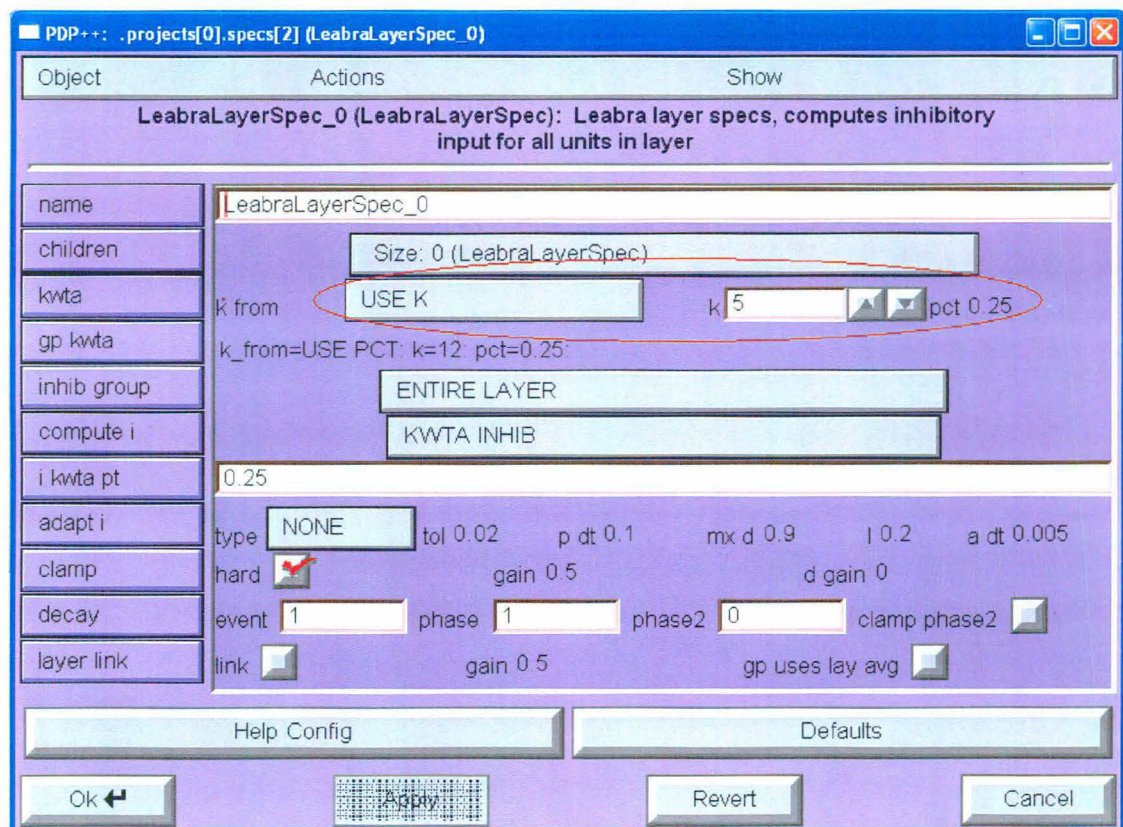 PDP++: .projects[0].specs[2] (LeabraLayerSpec_0)
Object Actions Show
LeabraLayerSpec_0 (LeabraLayerSpec): Leabra layer specs, computes inhibitory
input for all units in layer
name LeabraLayerSpec_0
children Size: 0 (LeabraLayerSpec)
kwta k from USE K k 5 pct 0.25
gp kwta k_from=USE PCT: k=12: pct=0.25:
inhib group ENTIRE LAYER
compute i KWTA INHIB
i kwta pt 0.25
adapt i type NONE tol 0.02 p dt 0.1 mx d 0.9 l 0.2 a dt 0.005
clamp hard gain 0.5 d gain 0
decay event 1 phase 1 phase2 0 clamp phase2
layer link link gain 0.5 gp uses lay avg
Help Config Defaults
Ok Apply Revert Cancel